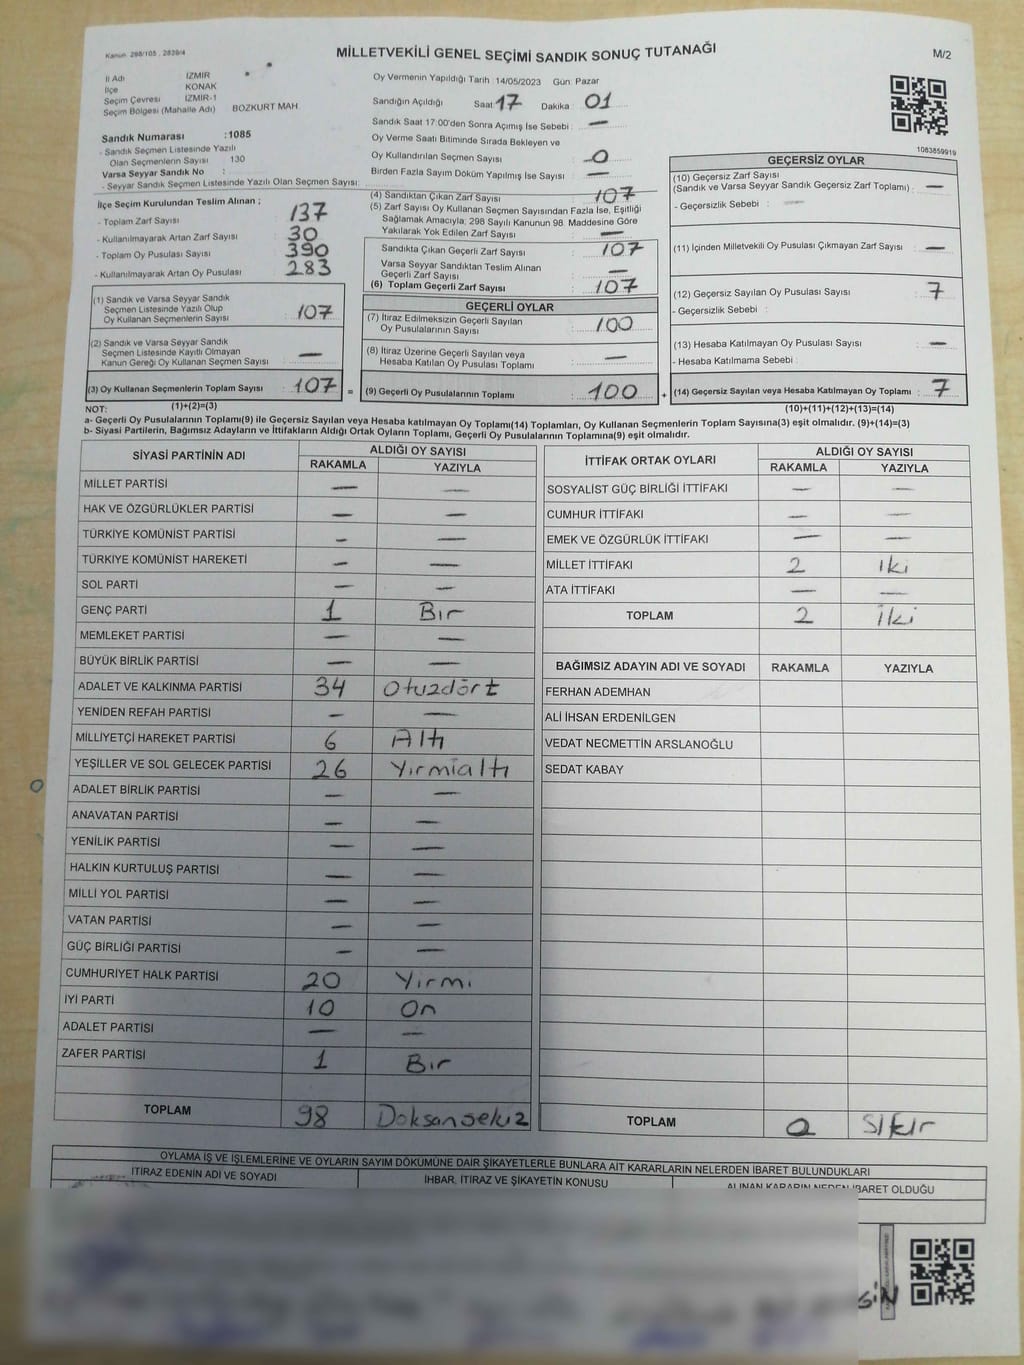 Kanun 298/105 , 2839/4
MİLLETVEKİLİ GENEL SEÇİMİ SANDIK SONUÇ TUTANAĞI
M/2
İl Adı İZMİR
İlçe KONAK
Seçim Çevresi İZMİR-1
Seçim Bölgesi (Mahalle Adı) BOZKURT MAH.
Sandık Numarası :1085
- Sandık Seçmen Listesinde Yazılı
Olan Seçmenlerin Sayısı : 130
Varsa Seyyar Sandık No :
- Seyyar Sandık Seçmen Listesinde Yazılı Olan Seçmen Sayısı:
İlçe Seçim Kurulundan Teslim Alınan ;
- Toplam Zarf Sayısı : 137
- Kullanılmayarak Artan Zarf Sayısı : 30
- Toplam Oy Pusulası Sayısı : 390
- Kullanılmayarak Artan Oy Pusulası : 283
(1) Sandık ve Varsa Seyyar Sandık
Seçmen Listesinde Yazılı Olup
Oy Kullanan Seçmenlerin Sayısı : 107
(2) Sandık ve Varsa Seyyar Sandık
Seçmen Listesinde Kayıtlı Olmayan
Kanun Gereği Oy Kullanan Seçmen Sayısı : —
(3) Oy Kullanan Seçmenlerin Toplam Sayısı : 107 =
(1)+(2)=(3)
Oy Vermenin Yapıldığı Tarih : 14/05/2023 Gün: Pazar
Sandığın Açıldığı Saat 17 Dakika 01
Sandık Saat 17:00'den Sonra Açılmış İse Sebebi : —
Oy Verme Saati Bitiminde Sırada Bekleyen ve
Oy Kullandırılan Seçmen Sayısı : 0
Birden Fazla Sayım Döküm Yapılmış İse Sayısı : —
(4) Sandıktan Çıkan Zarf Sayısı : 107
(5) Zarf Sayısı Oy Kullanan Seçmen Sayısından Fazla İse, Eşitliği
Sağlamak Amacıyla; 298 Sayılı Kanunun 98. Maddesine Göre
Yakılarak Yok Edilen Zarf Sayısı : —
Sandıkta Çıkan Geçerli Zarf Sayısı : 107
Varsa Seyyar Sandıktan Teslim Alınan
Geçerli Zarf Sayısı : —
(6) Toplam Geçerli Zarf Sayısı : 107
GEÇERLİ OYLAR
(7) İtiraz Edilmeksizin Geçerli Sayılan
Oy Pusulalarının Sayısı : 100
(8) İtiraz Üzerine Geçerli Sayılan veya
Hesaba Katılan Oy Pusulası Toplamı : —
(9) Geçerli Oy Pusulalarının Toplamı : 100 +
1083859919
GEÇERSİZ OYLAR
(10) Geçersiz Zarf Sayısı
(Sandık ve Varsa Seyyar Sandık Geçersiz Zarf Toplamı) : —
- Geçersizlik Sebebi : —
(11) İçinden Milletvekili Oy Pusulası Çıkmayan Zarf Sayısı : —
(12) Geçersiz Sayılan Oy Pusulası Sayısı : 7
- Geçersizlik Sebebi :
(13) Hesaba Katılmayan Oy Pusulası Sayısı : —
- Hesaba Katılmama Sebebi :
(14) Geçersiz Sayılan veya Hesaba Katılmayan Oy Toplamı : 7
(10)+(11)+(12)+(13)=(14)
NOT:
a- Geçerli Oy Pusulalarının Toplamı(9) ile Geçersiz Sayılan veya Hesaba katılmayan Oy Toplamı(14) Toplamları, Oy Kullanan Seçmenlerin Toplam Sayısına(3) eşit olmalıdır. (9)+(14)=(3)
b- Siyasi Partilerin, Bağımsız Adayların ve İttifakların Aldığı Ortak Oyların Toplamı, Geçerli Oy Pusulalarının Toplamına(9) eşit olmalıdır.
SİYASİ PARTİNİN ADI ALDIĞI OY SAYISI
RAKAMLA YAZIYLA
MİLLET PARTİSİ — —
HAK VE ÖZGÜRLÜKLER PARTİSİ — —
TÜRKİYE KOMÜNİST PARTİSİ — —
TÜRKİYE KOMÜNİST HAREKETİ — —
SOL PARTİ — —
GENÇ PARTİ 1 Bir
MEMLEKET PARTİSİ — —
BÜYÜK BİRLİK PARTİSİ — —
ADALET VE KALKINMA PARTİSİ 34 Otuzdört
YENİDEN REFAH PARTİSİ — —
MİLLİYETÇİ HAREKET PARTİSİ 6 Altı
YEŞİLLER VE SOL GELECEK PARTİSİ 26 Yirmialtı
ADALET BİRLİK PARTİSİ — —
ANAVATAN PARTİSİ — —
YENİLİK PARTİSİ — —
HALKIN KURTULUŞ PARTİSİ — —
MİLLİ YOL PARTİSİ — —
VATAN PARTİSİ — —
GÜÇ BİRLİĞİ PARTİSİ — —
CUMHURİYET HALK PARTİSİ 20 Yirmi
İYİ PARTİ 10 On
ADALET PARTİSİ — —
ZAFER PARTİSİ 1 Bir
TOPLAM 98 Doksansekiz
İTTİFAK ORTAK OYLARI ALDIĞI OY SAYISI
RAKAMLA YAZIYLA
SOSYALİST GÜÇ BİRLİĞİ İTTİFAKI — —
CUMHUR İTTİFAKI — —
EMEK VE ÖZGÜRLÜK İTTİFAKI — —
MİLLET İTTİFAKI 2 İki
ATA İTTİFAKI — —
TOPLAM 2 İki
BAĞIMSIZ ADAYIN ADI VE SOYADI RAKAMLA YAZIYLA
FERHAN ADEMHAN
ALİ İHSAN ERDENİLGEN
VEDAT NECMETTİN ARSLANOĞLU
SEDAT KABAY
TOPLAM 0 Sıfır
OYLAMA İŞ VE İŞLEMLERİNE VE OYLARIN SAYIM DÖKÜMÜNE DAİR ŞİKAYETLERLE BUNLARA AİT KARARLARIN NELERDEN İBARET BULUNDUKLARI
İTİRAZ EDENİN ADI VE SOYADI İHBAR, İTİRAZ VE ŞİKAYETİN KONUSU ALINAN KARARIN NEDEN İBARET OLDUĞU